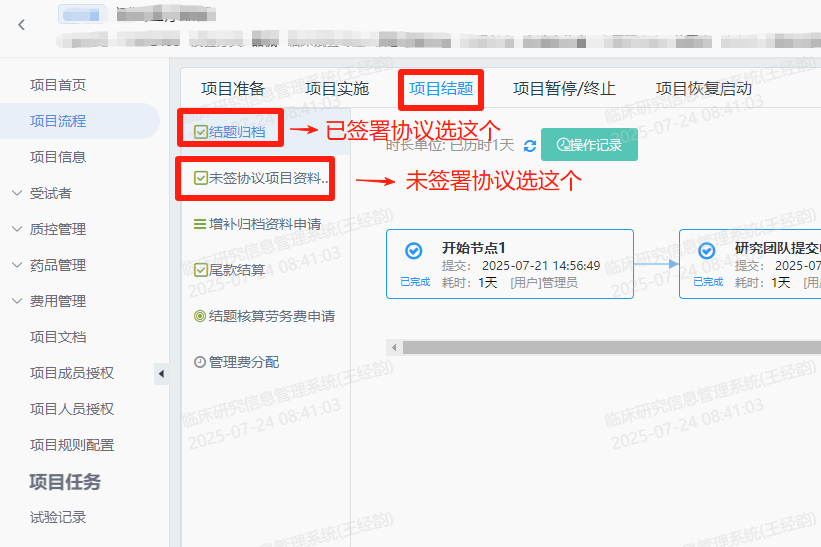 项目首页
项目流程
项目信息
受试者
质控管理
药品管理
费用管理
项目文档
项目成员授权
项目人员授权
项目规则配置
项目任务
试验记录
项目准备
项目实施
项目结题
项目暂停/终止
项目恢复启动
结题归档
已签署协议选这个
未签协议项目资料...
未签署协议选这个
增补归档资料申请
尾款结算
结题核算劳务费申请
管理费分配
时长单位: 已历时1天
操作记录
开始节点1
提交: 2025-07-21 14:56:49
已完成
耗时: 1天 [用户]管理员
研究团队提交
提交: 2025-07
已完成
耗时: 1天 [用
临床研究信息管理系统(王经韵)
2025-07-24 08:41:03